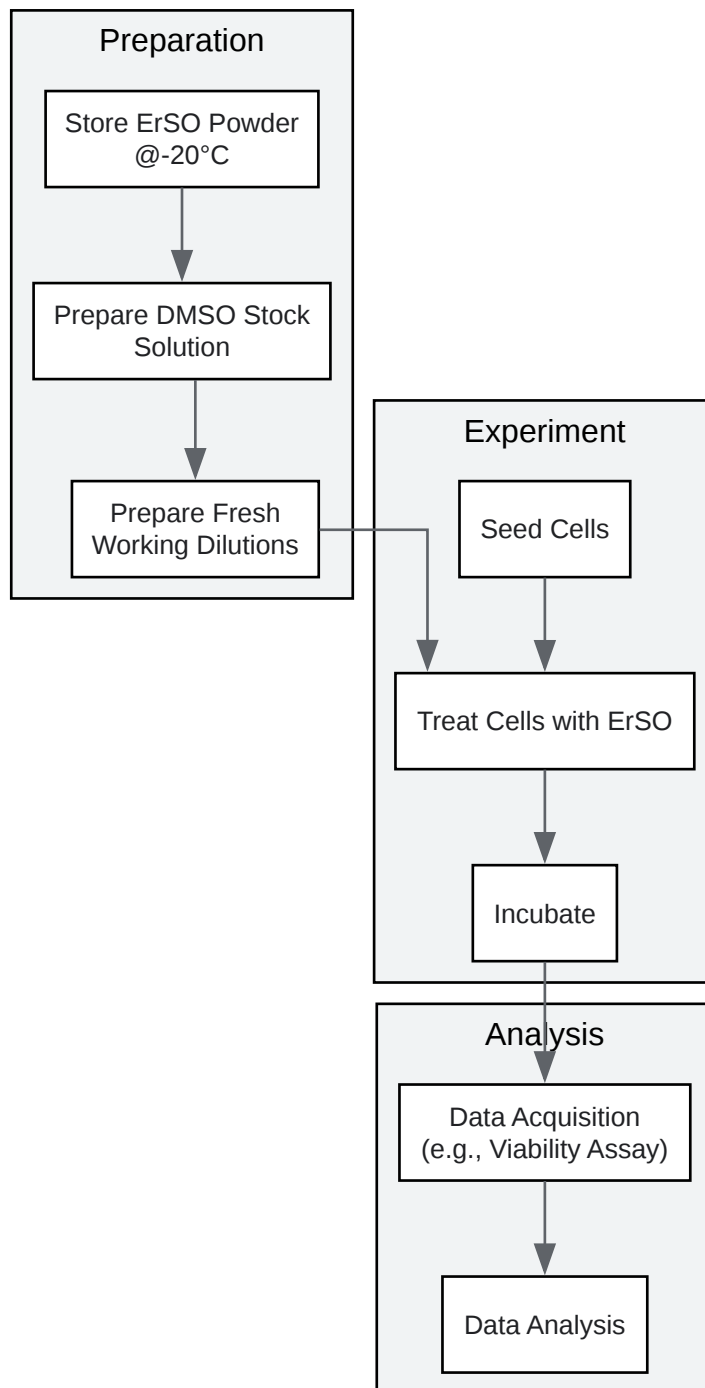 Preparation
Store ErSO Powder
@-20°C
Prepare DMSO Stock
Solution
Prepare Fresh
Working Dilutions
Experiment
Seed Cells
Treat Cells with ErSO
Incubate
Analysis
Data Acquisition
(e.g., Viability Assay)
Data Analysis